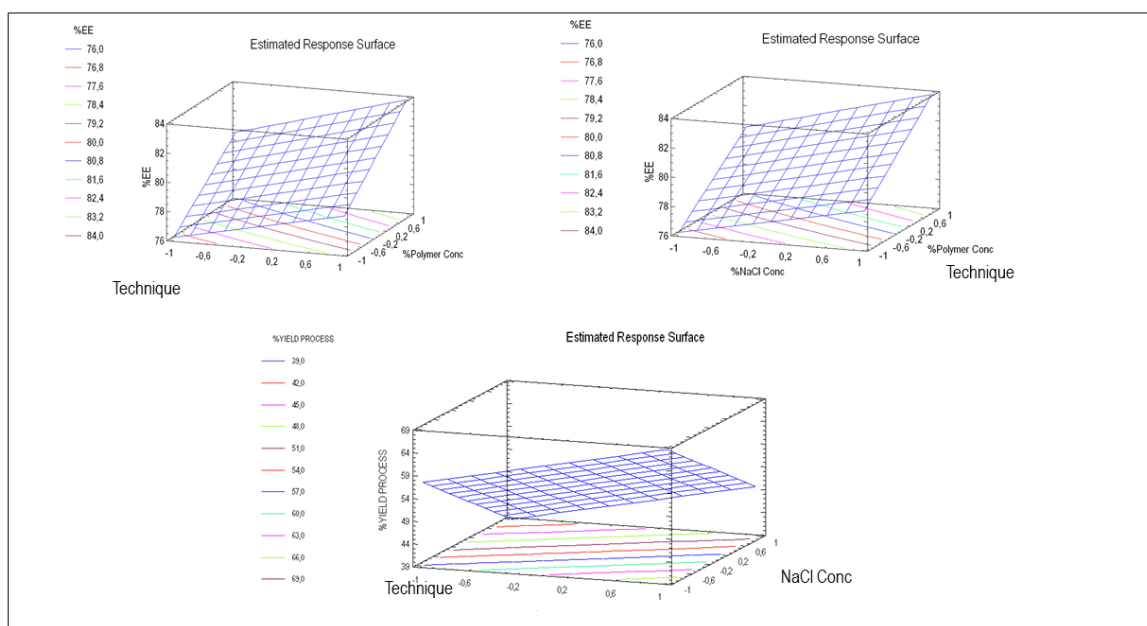 %EE
76,0
76,8
77,6
78,4
79,2
80,0
80,8
81,6
82,4
83,2
84,0
Estimated Response Surface
84
82
80
78
76
%EE
-1 -0,6 -0,2 0,2 0,6 1
-1 -0,6 -0,2 0,2 0,6 1
%Polymer Conc
Technique
%EE
76,0
76,8
77,6
78,4
79,2
80,0
80,8
81,6
82,4
83,2
84,0
Estimated Response Surface
84
82
80
78
76
%EE
-1 -0,6 -0,2 0,2 0,6 1
%NaCl Conc
-1 -0,6 -0,2 0,2 0,6 1
%Polymer Conc
Technique
%YIELD PROCESS
39,0
42,0
45,0
48,0
51,0
54,0
57,0
60,0
63,0
66,0
69,0
Estimated Response Surface
69
64
59
54
49
44
39
%YIELD PROCESS
-1 -0,6 -0,2 0,2 0,6 1
Technique
-1 -0,6 -0,2 0,2 0,6 1
NaCl Conc